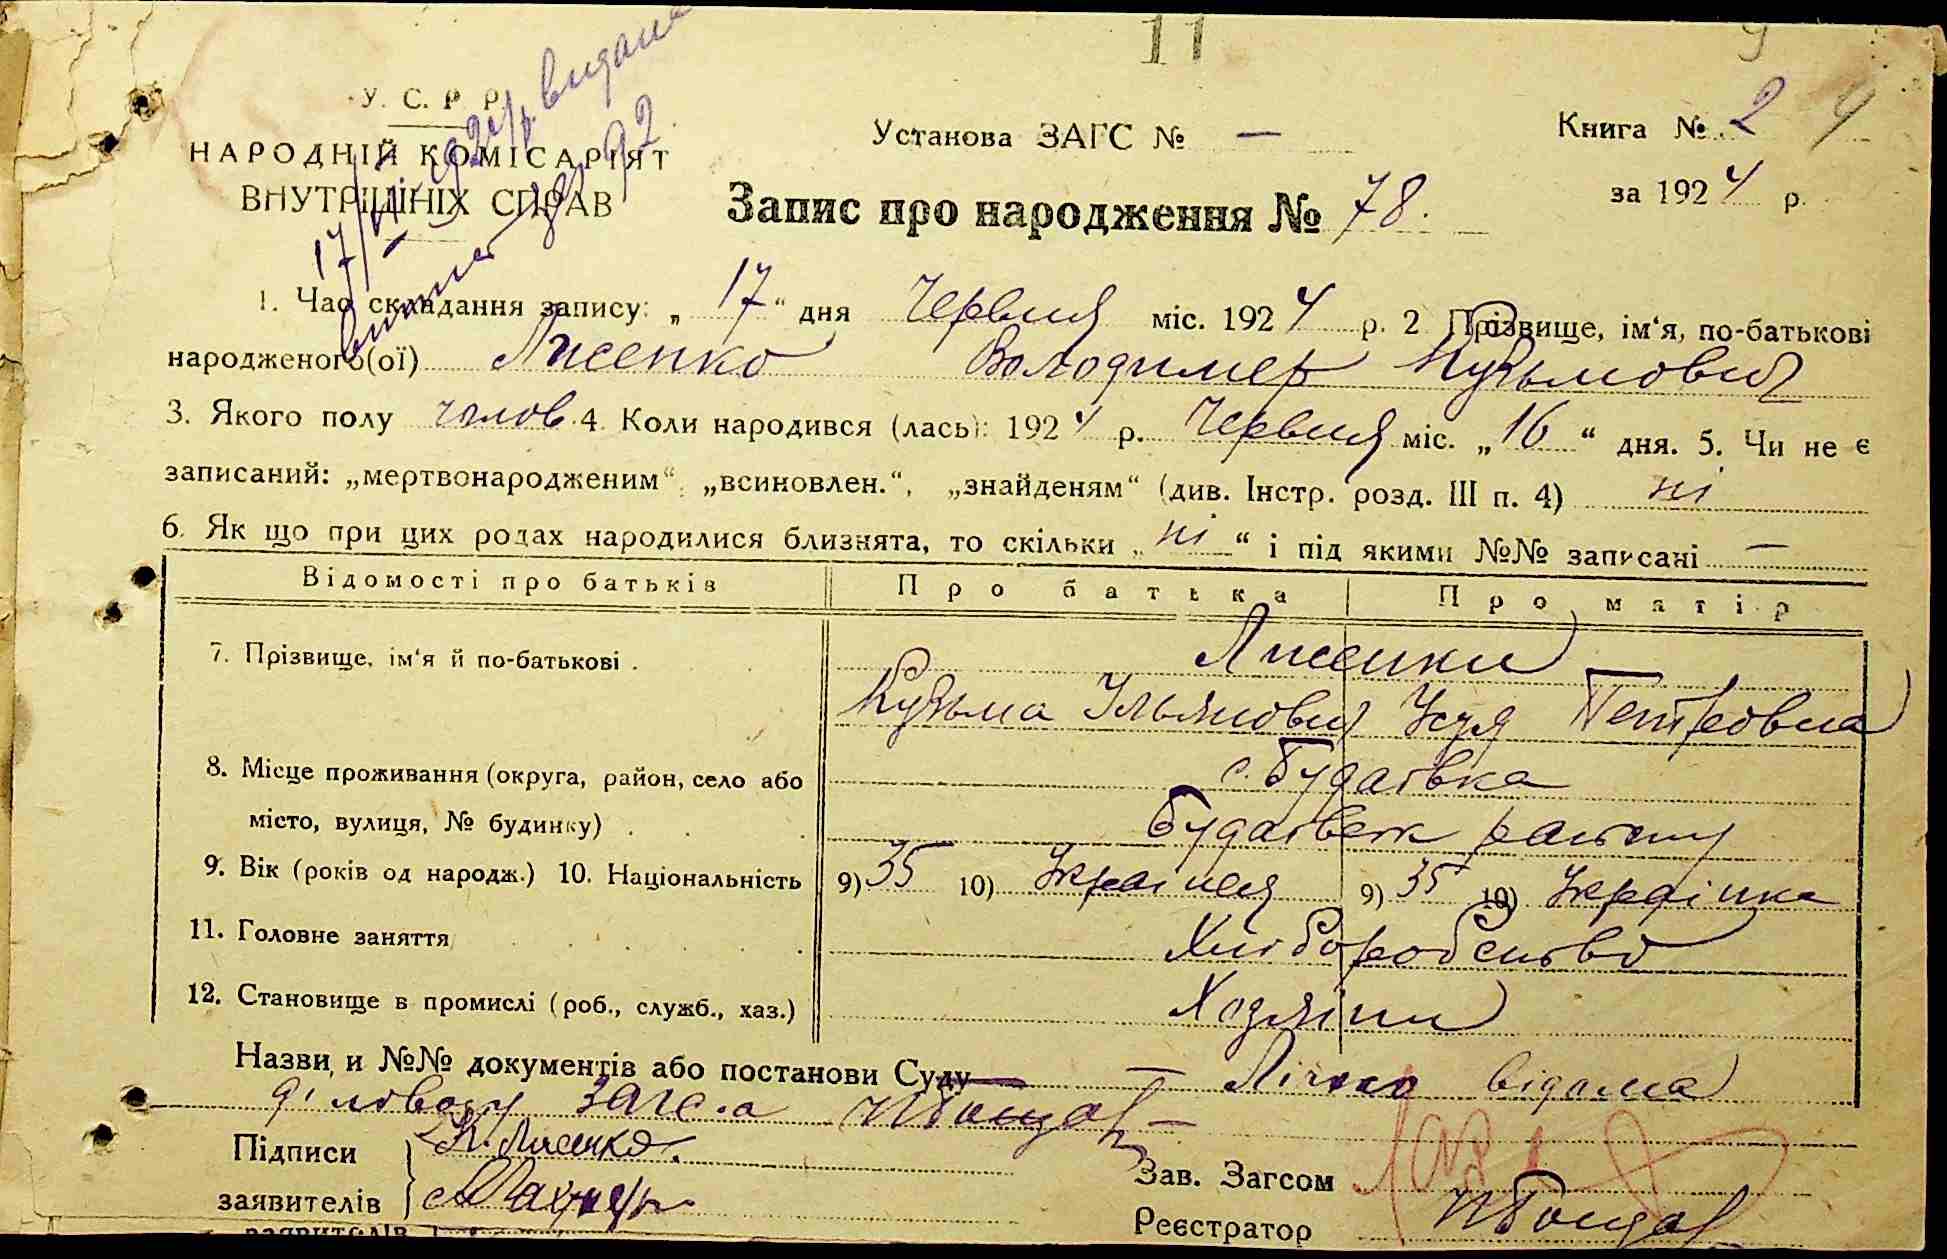 11
У. С. Р. Р.
НАРОДНІЙ КОМІСАРІЯТ
ВНУТРІШНІХ СПРАВ
Установа ЗАГС № —
Книга № 2
Запис про народження № 78.
за 1924 р.
1. Час складання запису: „17“ дня Червня міс. 1924 р. 2 Прізвище, ім‘я, по-батькові
народженого(ої) Лисенко Володимер Кузьмович
3. Якого полу чолов. 4. Коли народився (лась): 1924 р. Червня міс. „16“ дня. 5. Чи не є
записаний: „мертвонародженим“, „всиновлен.“, „знайденям“ (див. Інстр. розд. III п. 4) ні
6. Як що при цих родах народилися близнята, то скільки „ні“ і під якими №№ записані —
Відомості про батьків Про батька Про матір
7. Прізвище, ім‘я й по-батькові . Лисенки
Кузьма Ільянович Петровна
8. Місце проживання (округа, район, село або с. Будаївка
місто, вулиця, № будинку) . Будаївськ району
9. Вік (років од народж.) 10. Національність 9) 35 10) Українец 9) 35 10) Українка
11. Головне заняття Хліборобство
12. Становище в промислі (роб., служб., хаз.) Хозяїни
Назви и №№ документів або постанови Суду — Лічно відома
діловоду ЗАГС.а
Підписи К. Лисенко.
заявителів
Зав. Загсом
Реєстратор